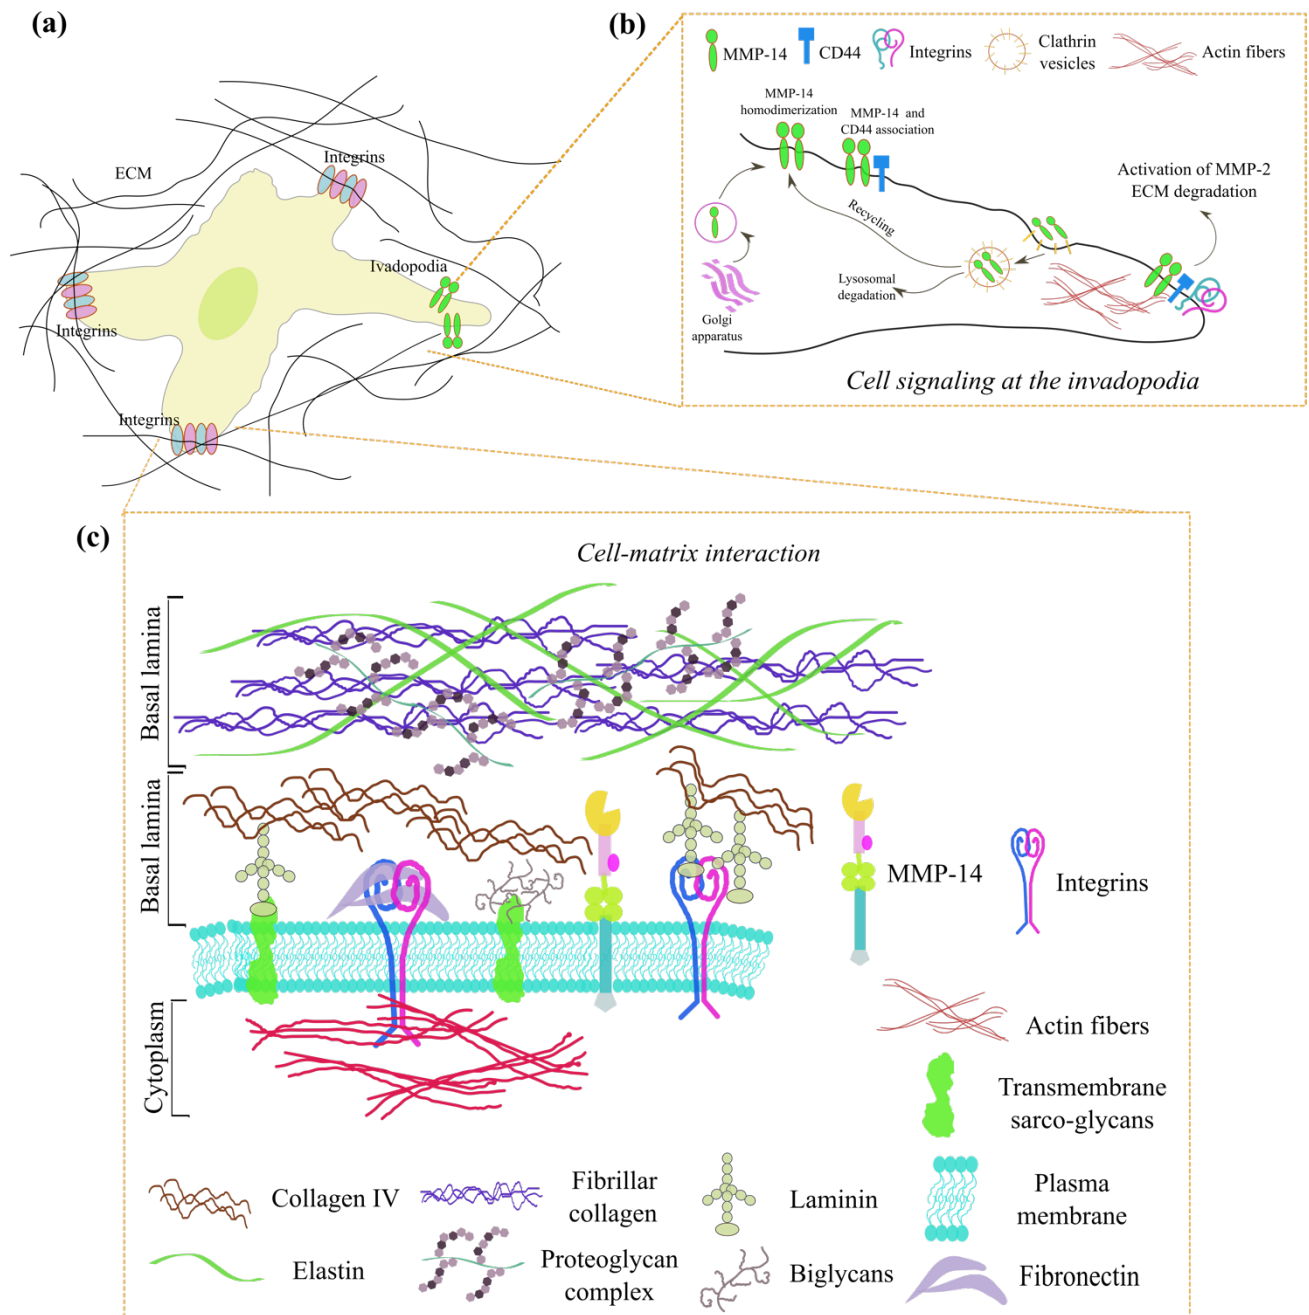 (a)
ECM
Integrins
Ivadopodia
Integrins
Integrins
(b)
MMP-14
CD44
Integrins
Clathrin
vesicles
Actin fibers
MMP-14
homodimerization
MMP-14 and
CD44 association
Activation of MMP-2
ECM degradation
Recycling
Lysosomal
degadation
Golgi
apparatus
Cell signaling at the invadopodia
(c)
Cell-matrix interaction
Basal lamina
Basal lamina
Cytoplasm
MMP-14
Integrins
Actin fibers
Transmembrane
sarco-glycans
Collagen IV
Fibrillar
collagen
Laminin
Plasma
membrane
Elastin
Proteoglycan
complex
Biglycans
Fibronectin